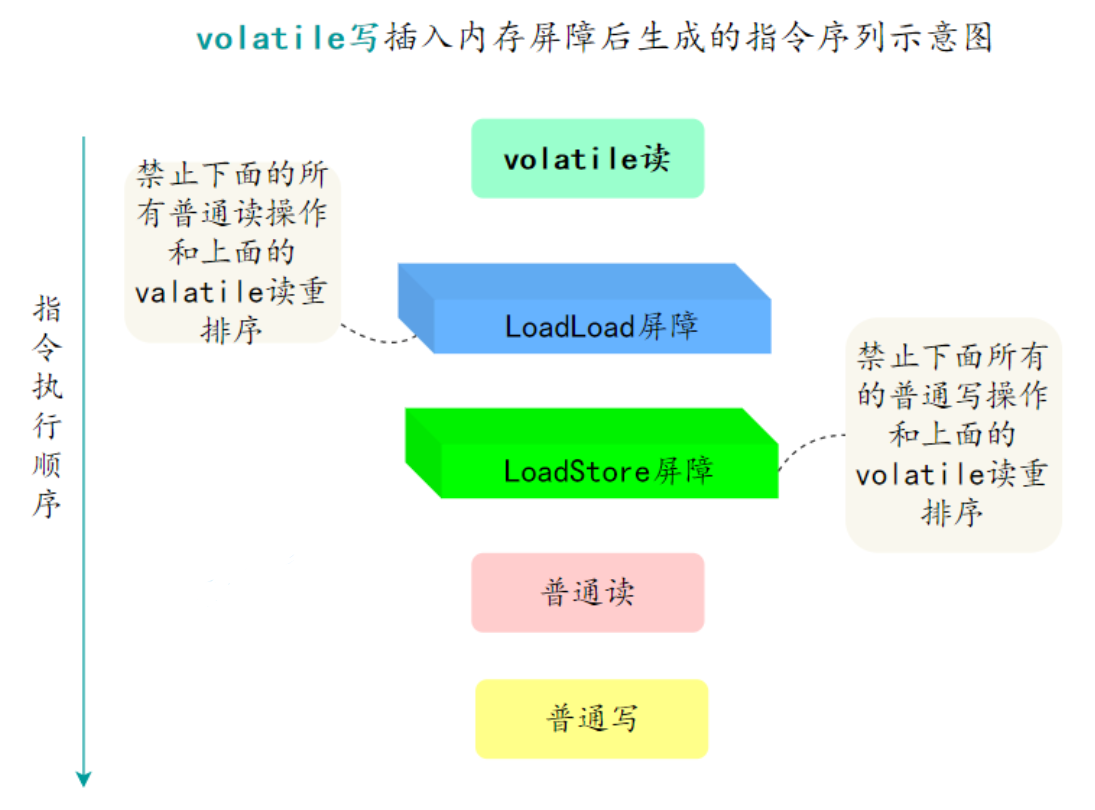 volatile写插入内存屏障后生成的指令序列示意图
volatile读
禁止下面的所
有普通读操作
和上面的
valatile读重
排序
LoadLoad屏障
指
令
执
行
顺
序
禁止下面所有
的普通写操作
和上面的
volatile读重
排序
LoadStore屏障
普通读
普通写